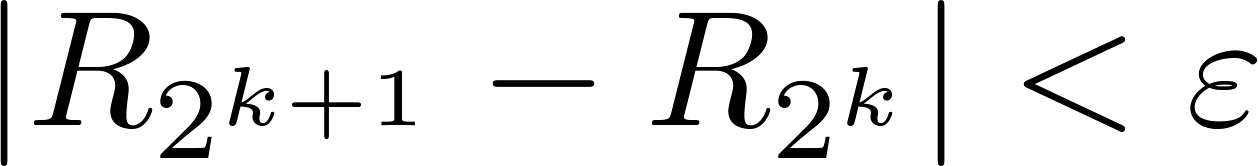 |R_{2^{k+1}} − R_{2^k}| < ε